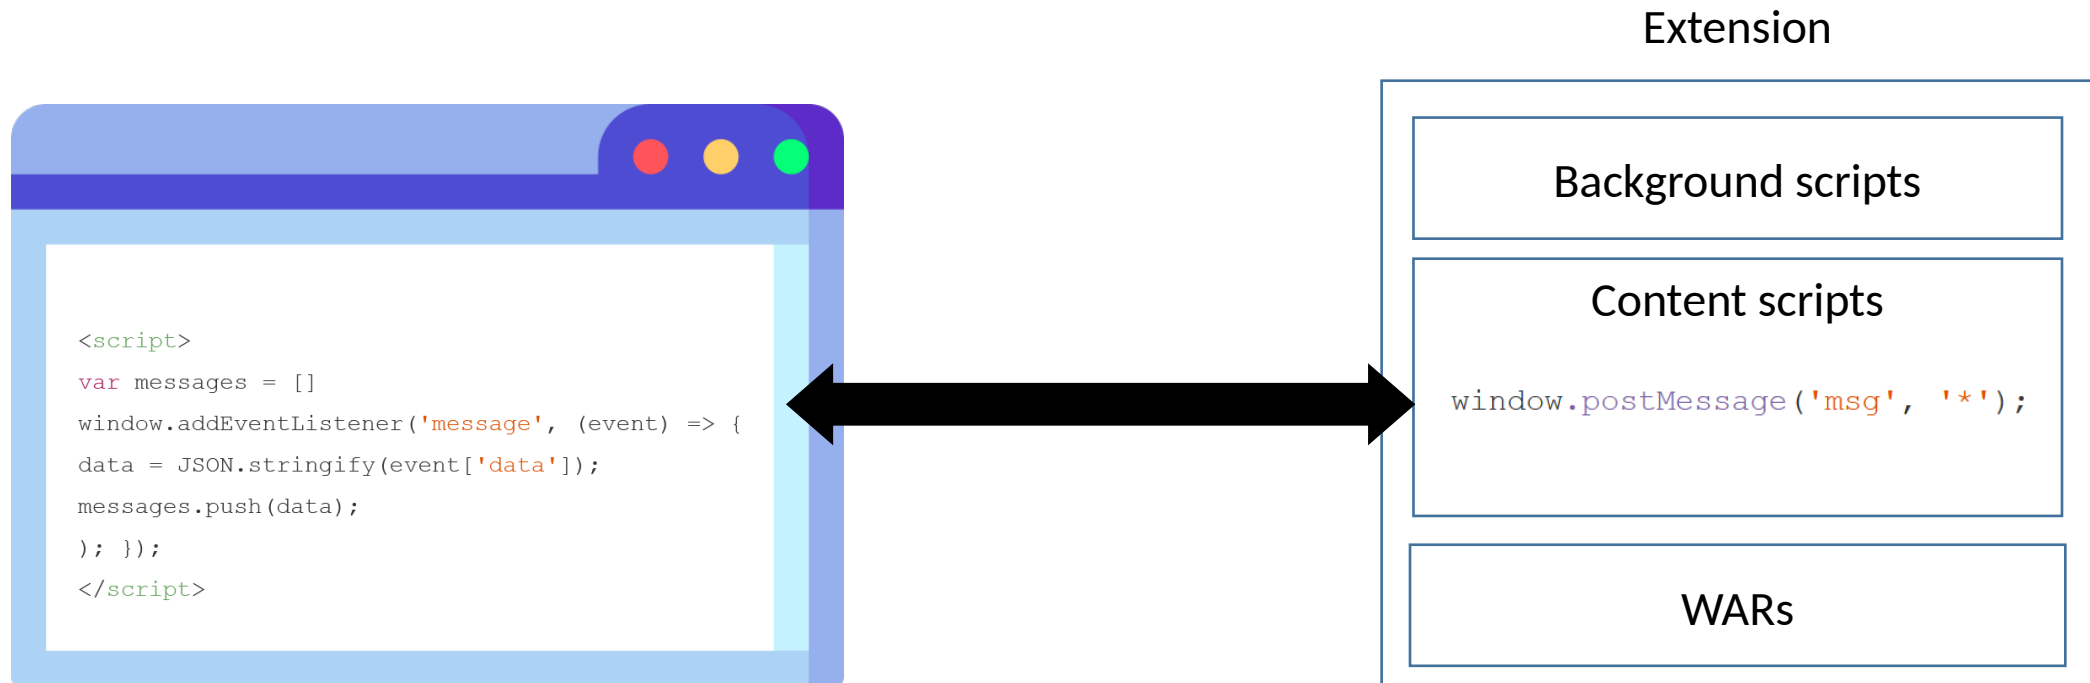 <script>
var messages = []
window.addEventListener('message', (event) => {
data = JSON.stringify(event['data']);
messages.push(data);
); });
</script>
Extension
Background scripts
Content scripts
window.postMessage('msg', '*');
WARs